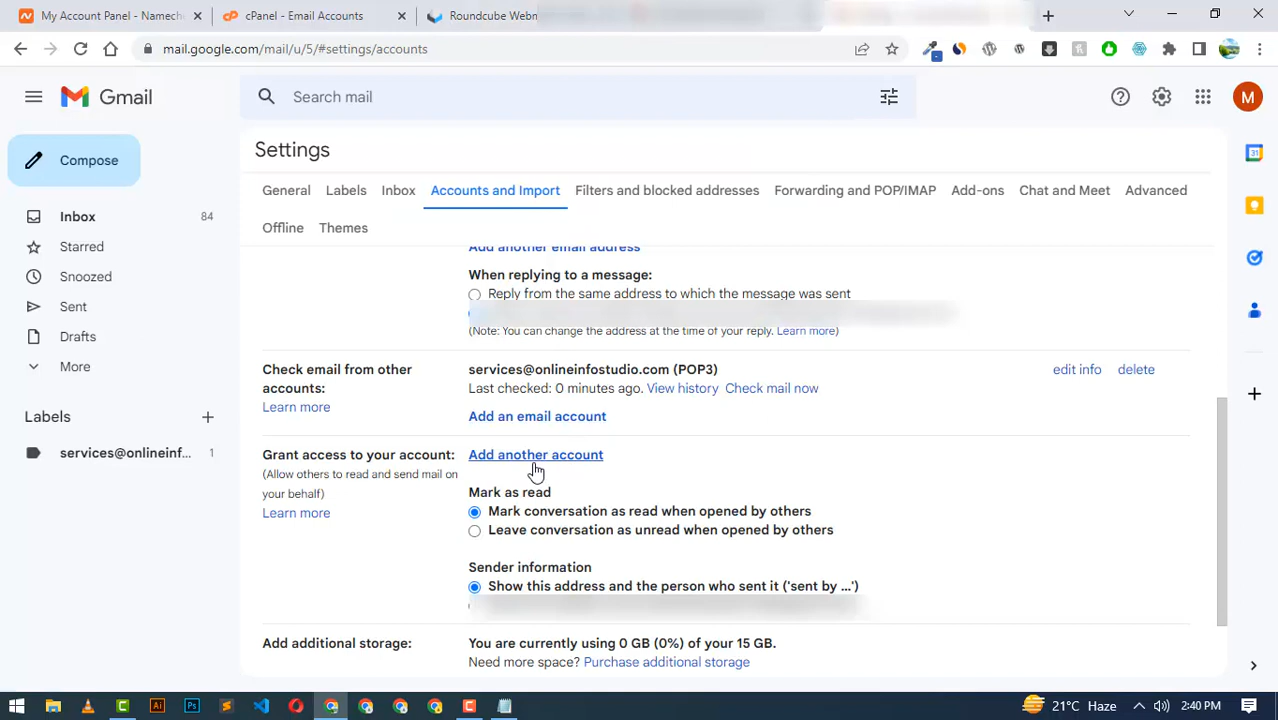 My Account Panel - Namech
cPanel - Email Accounts
Roundcube Webm
mail.google.com/mail/u/5/#settings/accounts
Gmail
Search mail
M
Compose
Settings
General Labels Inbox Accounts and Import Filters and blocked addresses Forwarding and POP/IMAP Add-ons Chat and Meet Advanced
Offline Themes
Inbox 84
Starred
Snoozed
Sent
Drafts
More
Labels
services@onlineinf... 1
Add another email address
When replying to a message:
Reply from the same address to which the message was sent
(Note: You can change the address at the time of your reply. Learn more)
Check email from other accounts:
Learn more
services@onlineinfostudio.com (POP3) edit info delete
Last checked: 0 minutes ago. View history Check mail now
Add an email account
Grant access to your account:
(Allow others to read and send mail on
your behalf)
Learn more
Add another account
Mark as read
Mark conversation as read when opened by others
Leave conversation as unread when opened by others
Sender information
Show this address and the person who sent it ('sent by ...')
Add additional storage:
You are currently using 0 GB (0%) of your 15 GB.
Need more space? Purchase additional storage
31
Ai
Ps
21°C Haze
2:40 PM